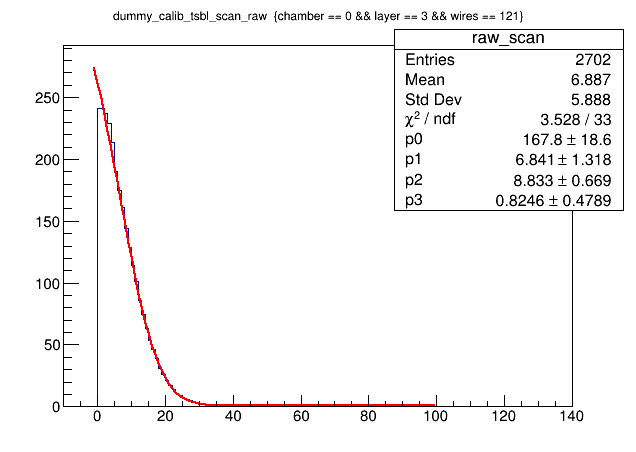 dummy_calib_tsbl_scan_raw {chamber == 0 && layer == 3 && wires == 121}
raw_scan
Entries 2702
Mean 6.887
Std Dev 5.888
χ² / ndf 3.528 / 33
p0 167.8 ± 18.6
p1 6.841 ± 1.318
p2 8.833 ± 0.669
p3 0.8246 ± 0.4789
250
200
150
100
50
0
0 20 40 60 80 100 120 140